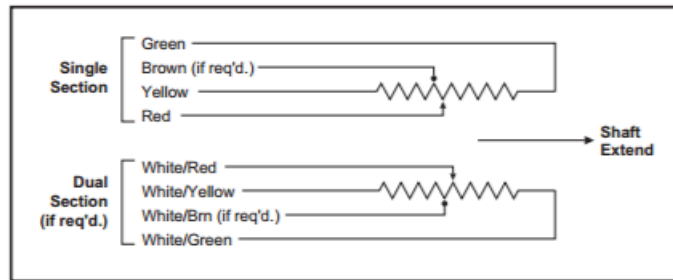 Green
Single
Section
Brown (if req'd.)
Yellow
Red
Shaft
Extend
White/Red
Dual
Section
(if req'd.)
White/Yellow
White/Brn (if req'd.)
White/Green